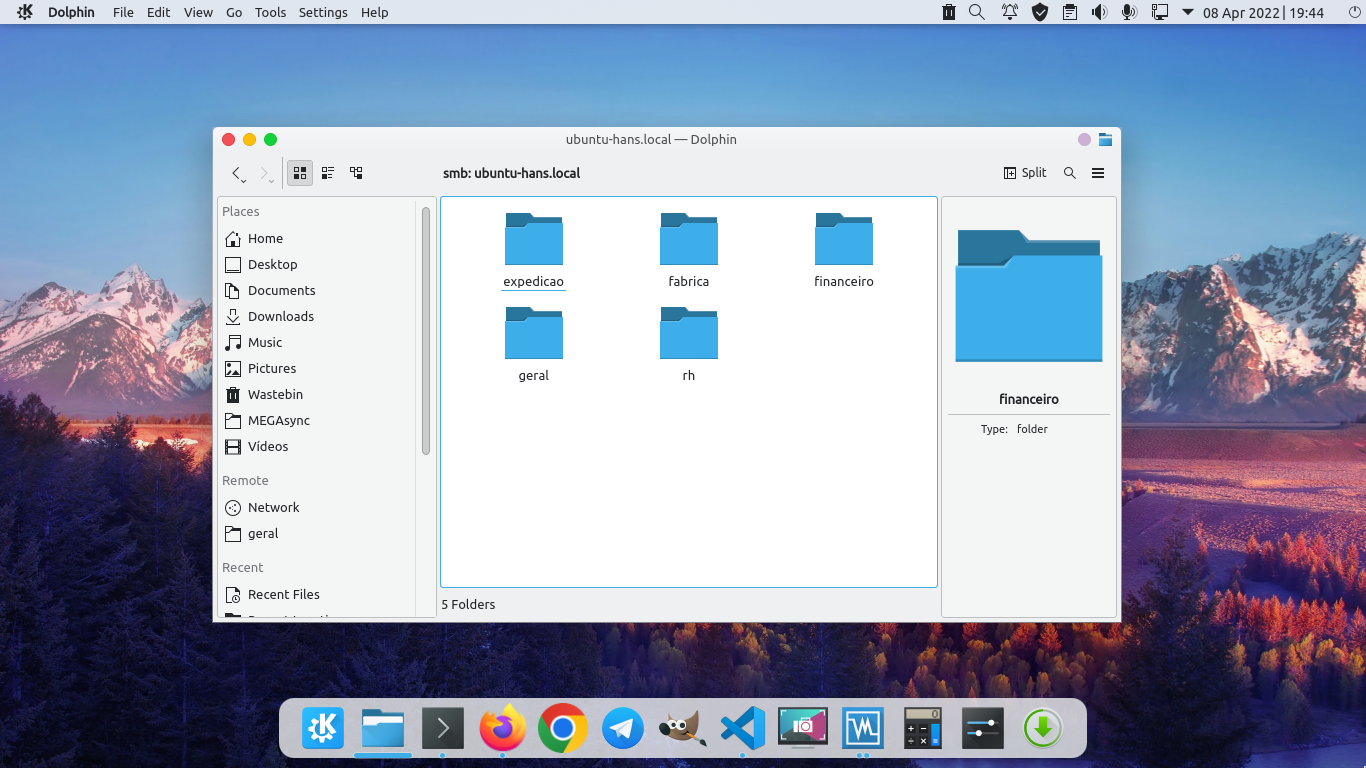 Dolphin File Edit View Go Tools Settings Help 08 Apr 2022 | 19:44
ubuntu-hans.local — Dolphin
smb: ubuntu-hans.local Split
Places
Home
Desktop
Documents
Downloads
Music
Pictures
Wastebin
MEGAsync
Vídeos
Remote
Network
geral
Recent
Recent Files
expedicao fabrica financeiro
geral rh
5 Folders
financeiro
Type: folder
0